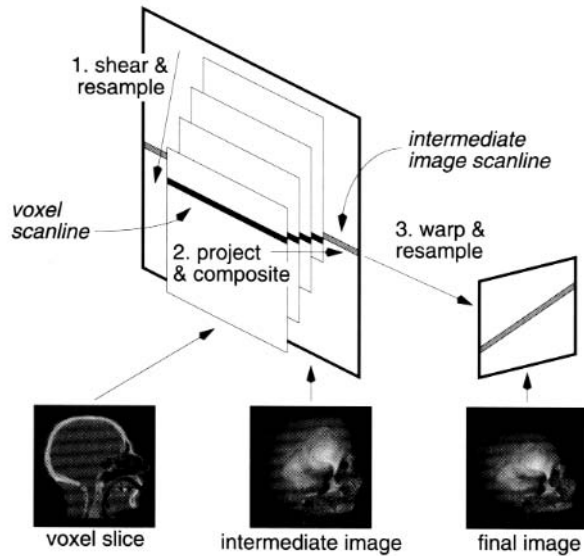 1. shear &
resample
intermediate
image scanline
voxel
scanline
2. project
& composite
3. warp &
resample
voxel slice
intermediate image
final image